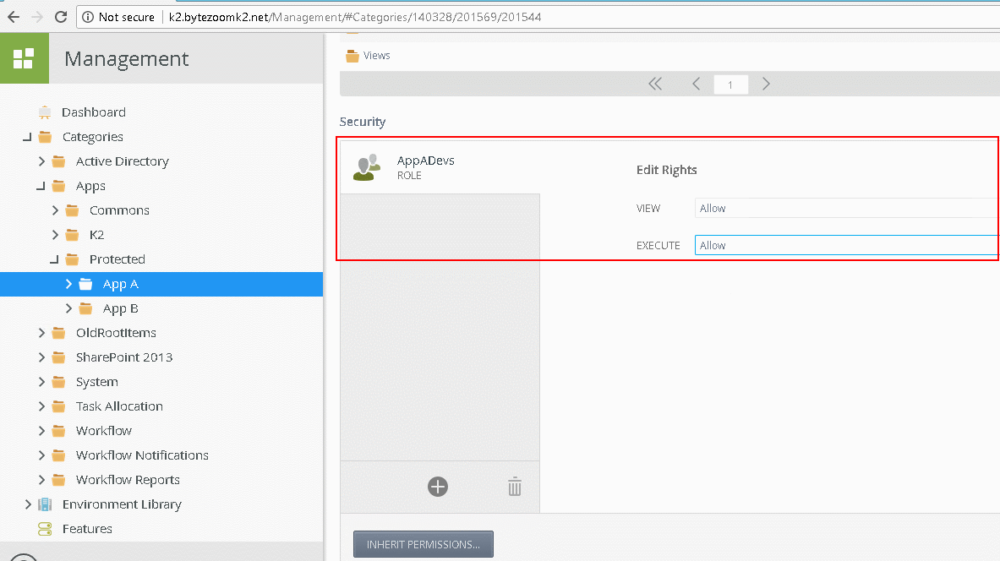 Not secure k2.bytezoomk2.net/Management/#Categories/140328/201569/201544
Management
Dashboard
Categories
Active Directory
Apps
Commons
K2
Protected
App A
App B
OldRootItems
SharePoint 2013
System
Task Allocation
Workflow
Workflow Notifications
Workflow Reports
Environment Library
Features
Views
1
Security
AppADevs
ROLE
Edit Rights
VIEW Allow
EXECUTE Allow
INHERIT PERMISSIONS...